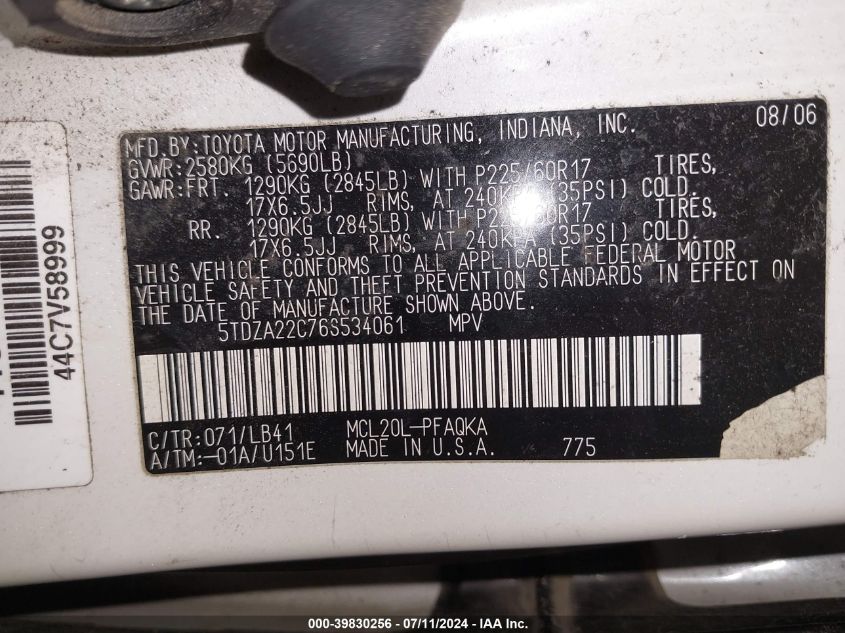 MFD.BY:TOYOTA MOTOR MANUFACTURING, INDIANA, INC. 08/06
GVWR:2580KG (5690LB)
GAWR:FRT. 1290KG (2845LB) WITH P225/60R17 TIRES,
17X6.5JJ RIMS, AT 240KPA (35PSI) COLD.
RR. 1290KG (2845LB) WITH P225/60R17 TIRES,
17X6.5JJ RIMS, AT 240KPA (35PSI) COLD.
THIS VEHICLE CONFORMS TO ALL APPLICABLE FEDERAL MOTOR
VEHICLE SAFETY AND THEFT PREVENTION STANDARDS IN EFFECT ON
THE DATE OF MANUFACTURE SHOWN ABOVE.
5TDZA22C76S534061 MPV
C/TR:071/LB41 MCL20L-PFAQKA
A/TM:-01A/U151E MADE IN U.S.A. 775
44C7V58999
000-39830256 - 07/11/2024 - IAA Inc.